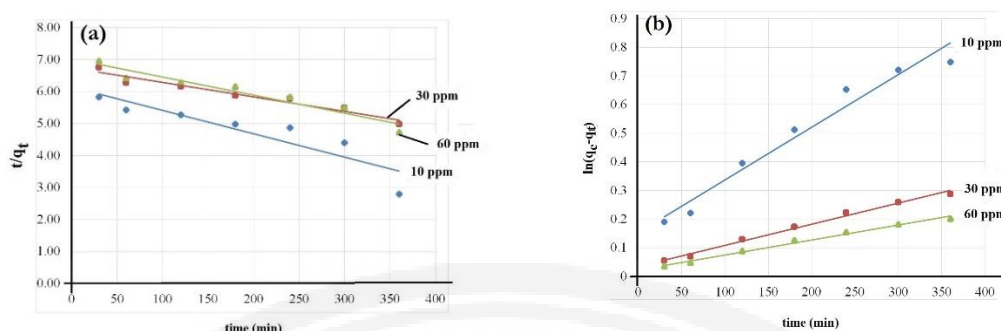 (a)
8.00
7.00
6.00
5.00
4.00
3.00
2.00
1.00
0.00
t/qt
30 ppm
60 ppm
10 ppm
0 50 100 150 200 250 300 350 400
time (min)
(b)
0.9
0.8
0.7
0.6
0.5
0.4
0.3
0.2
0.1
0
ln(qe-qt)
10 ppm
30 ppm
60 ppm
0 50 100 150 200 250 300 350 400
time (min)